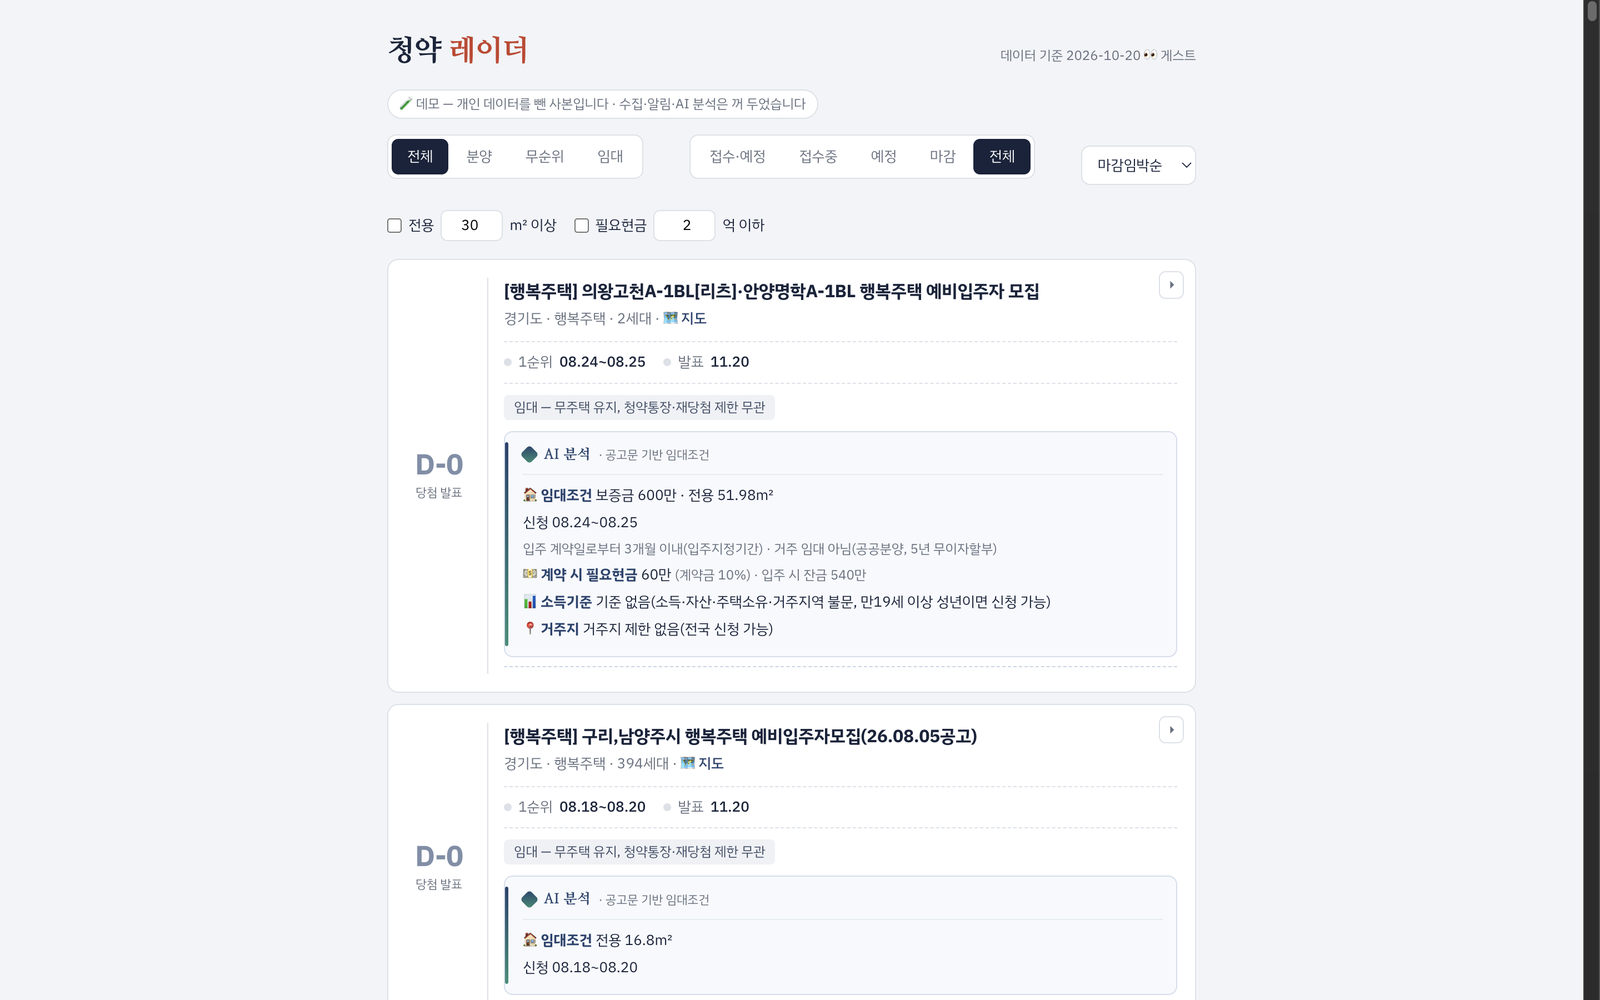 청약 레이더
데이터 기준 2026-10-20 👀 게스트
🧪 데모 — 개인 데이터를 뺀 사본입니다 · 수집·알림·AI 분석은 꺼 두었습니다
전체 분양 무순위 임대
접수·예정 접수중 예정 마감 전체
마감임박순
전용 30 m² 이상 필요현금 2 억 이하
[행복주택] 의왕고천A-1BL[리츠]·안양명학A-1BL 행복주택 예비입주자 모집
경기도 · 행복주택 · 2세대 · 🗺️ 지도
1순위 08.24~08.25 발표 11.20
임대 — 무주택 유지, 청약통장·재당첨 제한 무관
D-0
당첨 발표
AI 분석 · 공고문 기반 임대조건
🏠 임대조건 보증금 600만 · 전용 51.98m²
신청 08.24~08.25
입주 계약일로부터 3개월 이내(입주지정기간) · 거주 임대 아님(공공분양, 5년 무이자할부)
💵 계약 시 필요현금 60만 (계약금 10%) · 입주 시 잔금 540만
📊 소득기준 기준 없음(소득·자산·주택소유·거주지역 불문, 만19세 이상 성년이면 신청 가능)
📍 거주지 거주지 제한 없음(전국 신청 가능)
[행복주택] 구리,남양주시 행복주택 예비입주자모집(26.08.05공고)
경기도 · 행복주택 · 394세대 · 🗺️ 지도
1순위 08.18~08.20 발표 11.20
임대 — 무주택 유지, 청약통장·재당첨 제한 무관
D-0
당첨 발표
AI 분석 · 공고문 기반 임대조건
🏠 임대조건 전용 16.8m²
신청 08.18~08.20